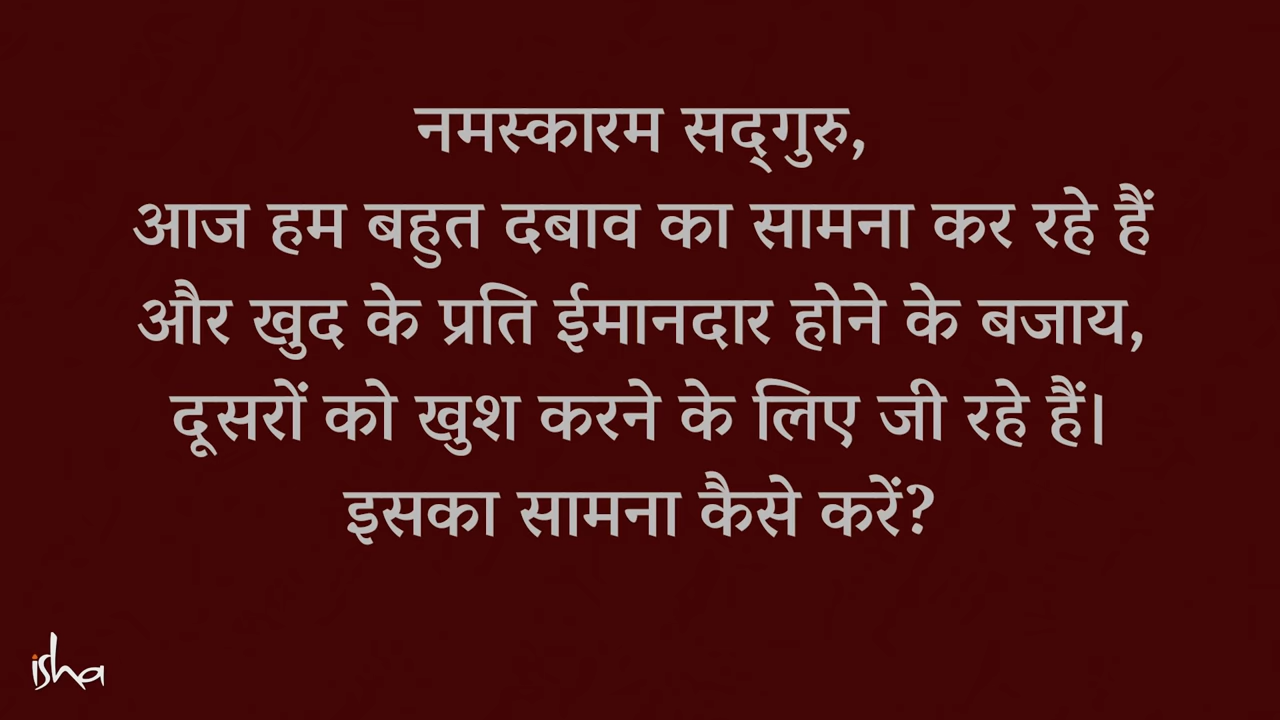 नमस्कारम सद्‌गुरु,
आज हम बहुत दबाव का सामना कर रहे हैं
और खुद के प्रति ईमानदार होने के बजाय,
दूसरों को खुश करने के लिए जी रहे हैं।
इसका सामना कैसे करें?
isha